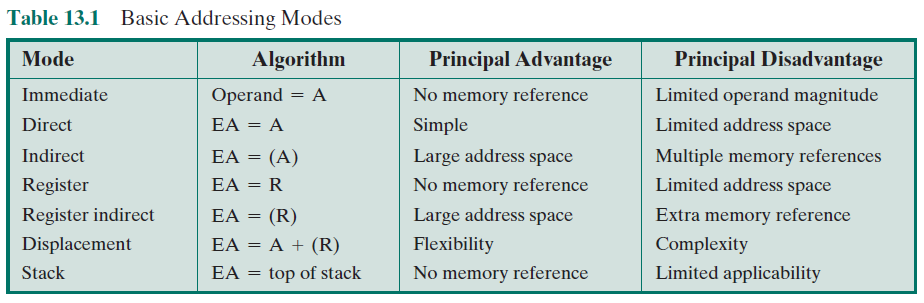 Table 13.1 Basic Addressing Modes
Mode Algorithm Principal Advantage Principal Disadvantage
Immediate Operand = A No memory reference Limited operand magnitude
Direct EA = A Simple Limited address space
Indirect EA = (A) Large address space Multiple memory references
Register EA = R No memory reference Limited address space
Register indirect EA = (R) Large address space Extra memory reference
Displacement EA = A + (R) Flexibility Complexity
Stack EA = top of stack No memory reference Limited applicability